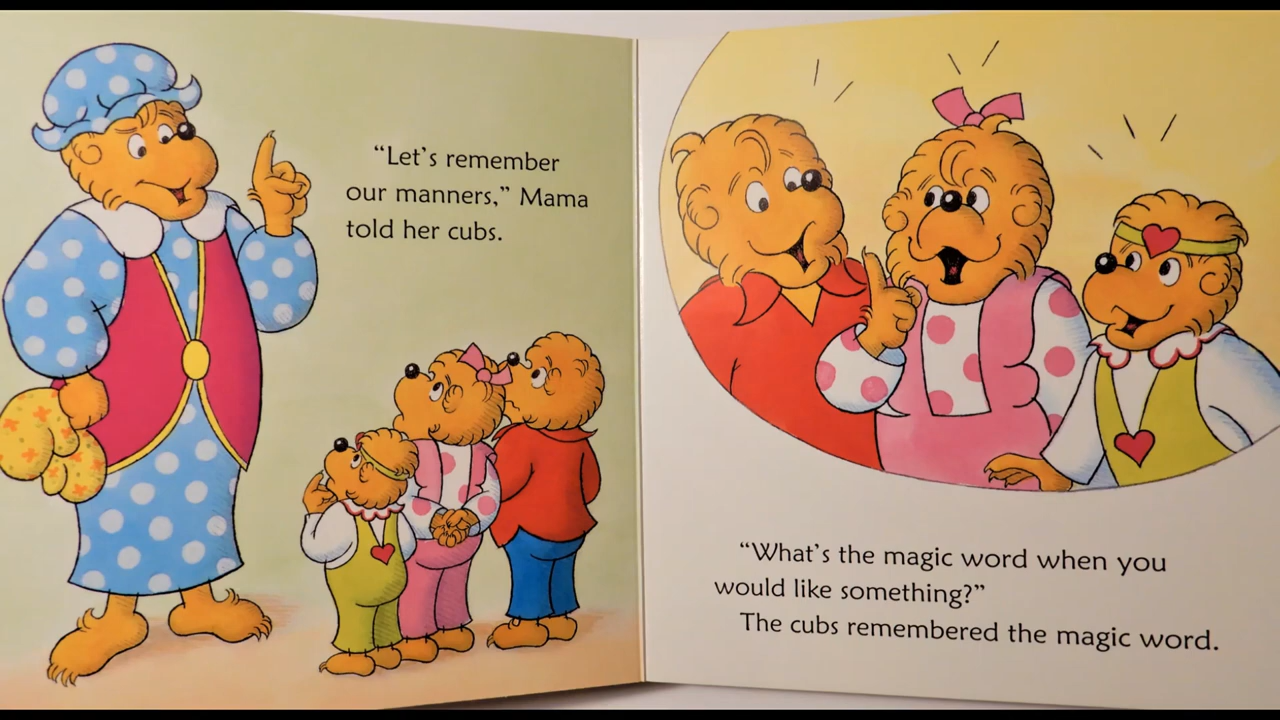 “Let’s remember
our manners,” Mama
told her cubs.
“What’s the magic word when you
would like something?”
The cubs remembered the magic word.